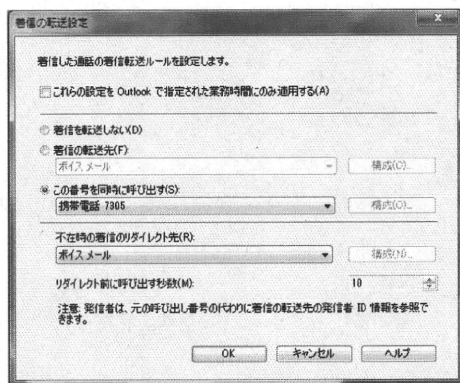 着信の転送設定
x
着信した通話の着信転送ルールを設定します。
これらの設定を Outlook で指定された業務時間にのみ適用する(A)
着信を転送しない(D)
着信の転送先(F):
ボイス メール
構成(C)...
この番号を同時に呼び出す(S):
携帯電話 7305
構成(O)...
不在時の着信のリダイレクト先(R):
ボイス メール
構成(N)...
リダイレクト前に呼び出す秒数(M):
10
注意: 発信者は、元の呼び出し番号の代わりに着信の転送先の発信者 ID 情報を参照で
きます。
OK
キャンセル
ヘルプ